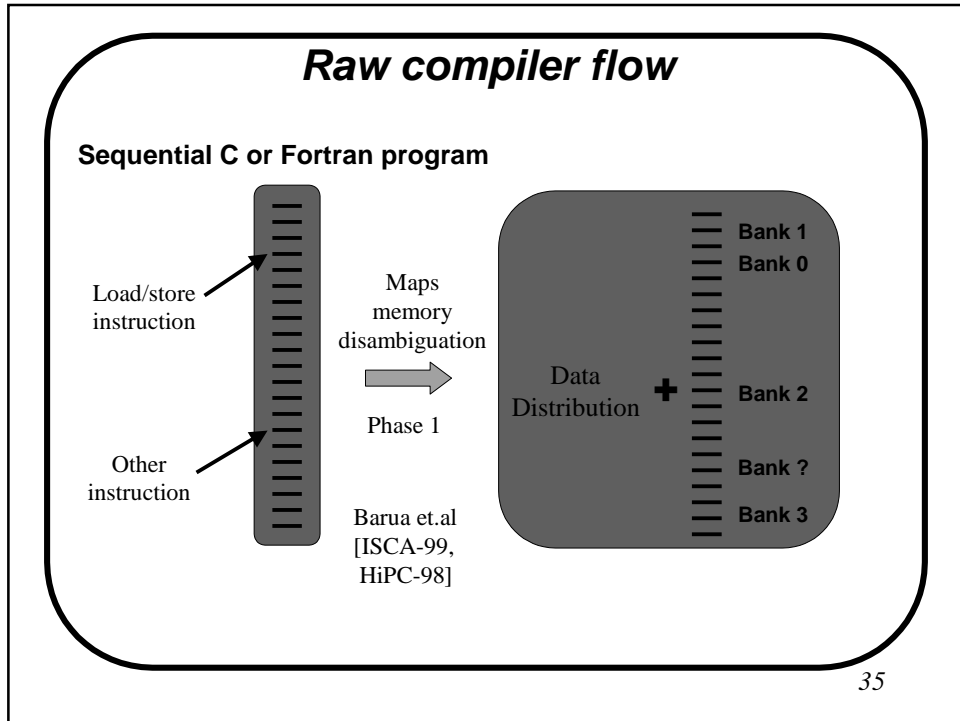 Raw compiler flow
Sequential C or Fortran program
Load/store
instruction
Other
instruction
Maps
memory
disambiguation
Phase 1
Barua et.al
[ISCA-99,
HiPC-98]
Data
Distribution
+
Bank 1
Bank 0
Bank 2
Bank ?
Bank 3
35